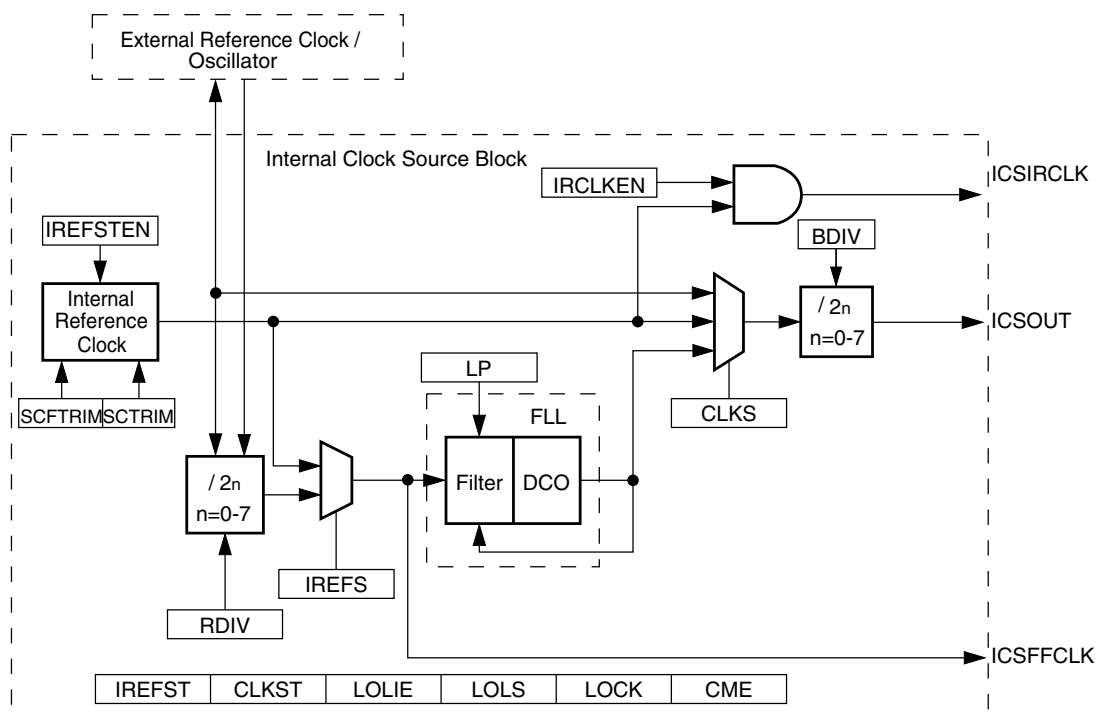 External Reference Clock /
Oscillator
Internal Clock Source Block
IRCLKEN
ICSIRCLK
IREFSTEN
BDIV
Internal
Reference
Clock
/ 2n
n=0-7
ICSOUT
LP
SCFTRIM
SCTRIM
FLL
CLKS
/ 2n
n=0-7
Filter
DCO
IREFS
RDIV
ICSFFCLK
IREFST
CLKST
LOLIE
LOLS
LOCK
CME